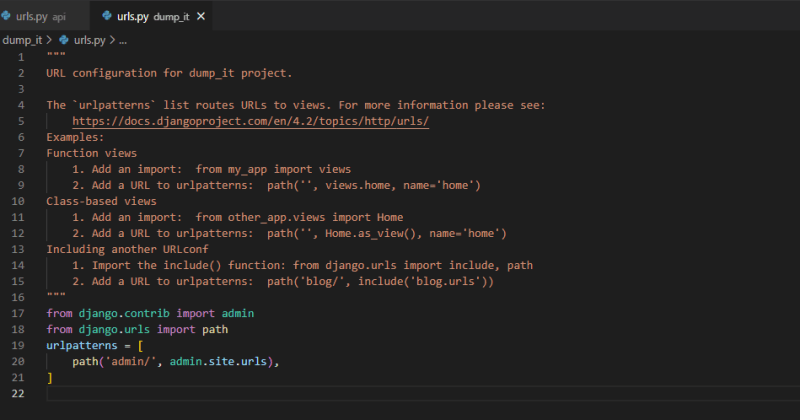 urls.py api
urls.py dump_it
dump_it > urls.py > ...
1 """
2 URL configuration for dump_it project.
3
4 The `urlpatterns` list routes URLs to views. For more information please see:
5     https://docs.djangoproject.com/en/4.2/topics/http/urls/
6 Examples:
7 Function views
8     1. Add an import:  from my_app import views
9     2. Add a URL to urlpatterns:  path('', views.home, name='home')
10 Class-based views
11     1. Add an import:  from other_app.views import Home
12     2. Add a URL to urlpatterns:  path('', Home.as_view(), name='home')
13 Including another URLconf
14     1. Import the include() function: from django.urls import include, path
15     2. Add a URL to urlpatterns:  path('blog/', include('blog.urls'))
16 """
17 from django.contrib import admin
18 from django.urls import path
19 urlpatterns = [
20     path('admin/', admin.site.urls),
21 ]
22